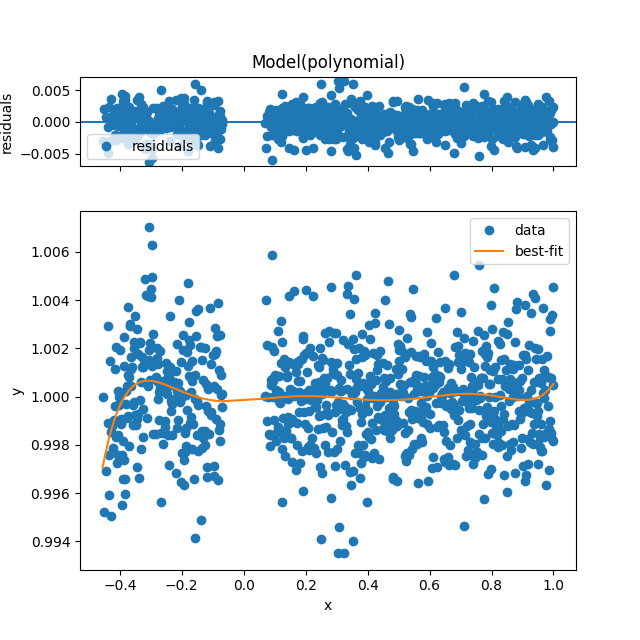 Model(polynomial)
residuals
0.005
0.000
−0.005
residuals
data
best-fit
y
1.006
1.004
1.002
1.000
0.998
0.996
0.994
−0.4 −0.2 0.0 0.2 0.4 0.6 0.8 1.0
x